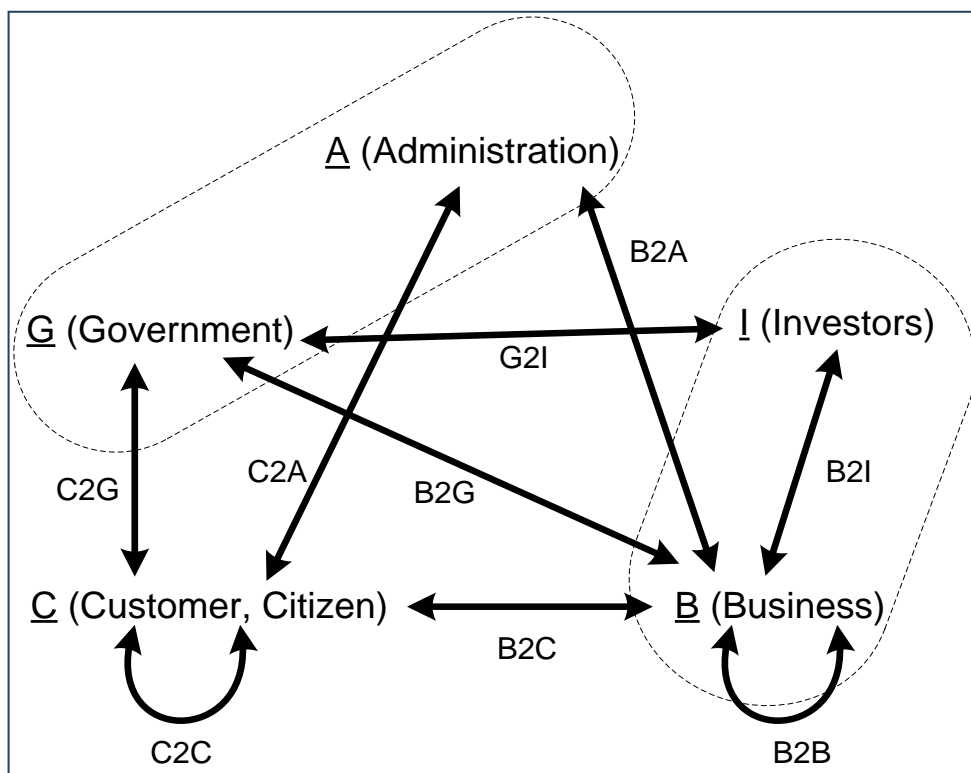 A (Administration)
B2A
G (Government)
I (Investors)
G2I
C2G
C2A
B2G
B2I
C (Customer, Citizen)
B (Business)
B2C
C2C
B2B